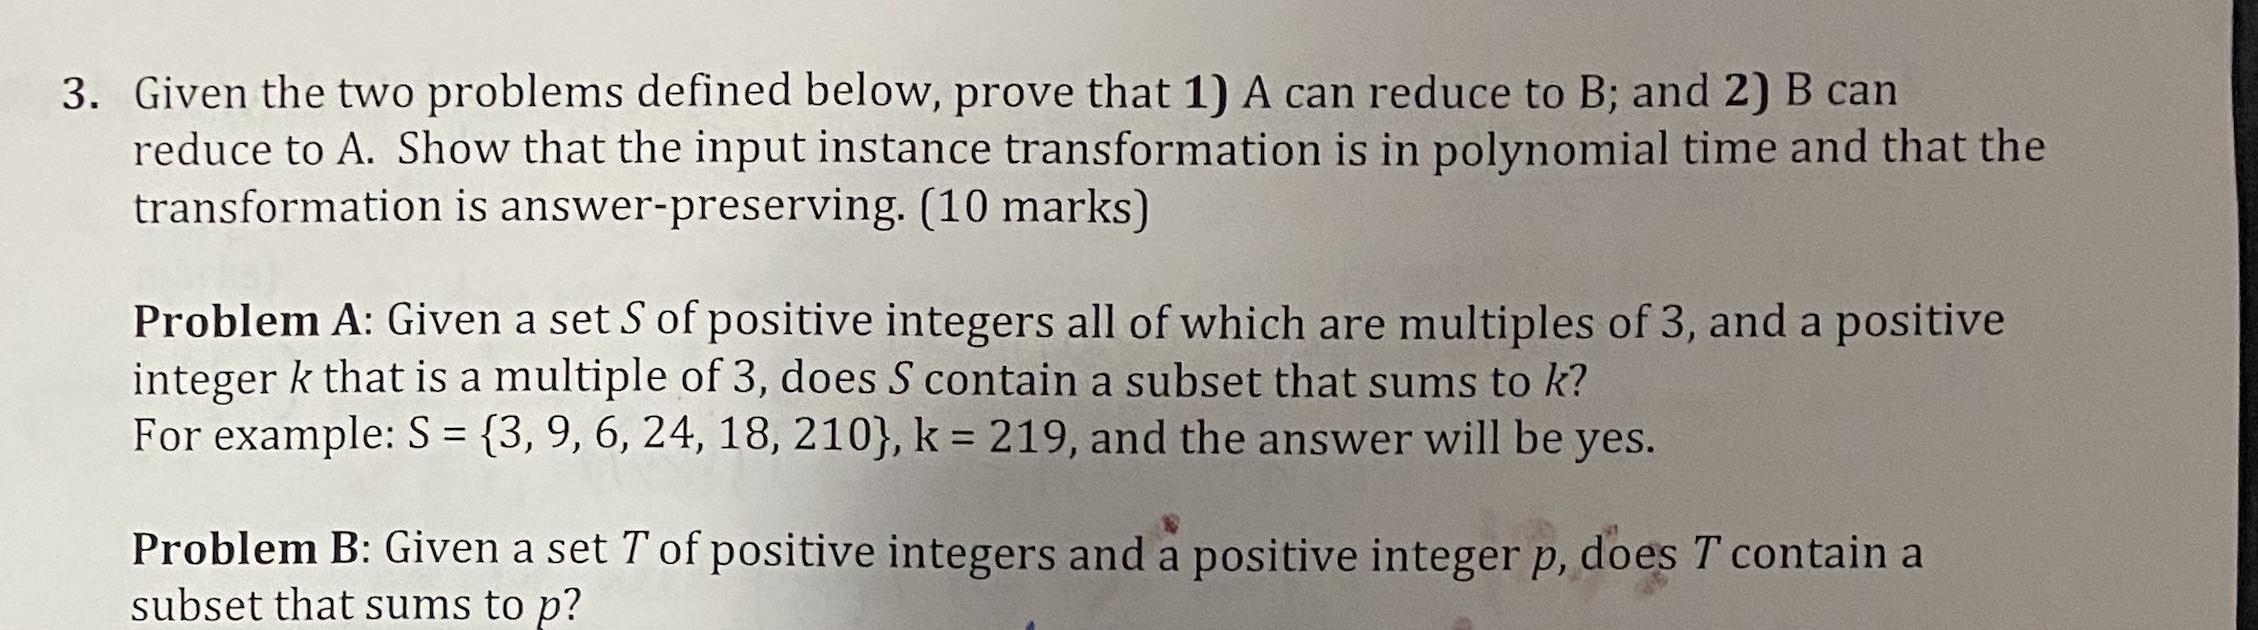 3. Given the two problems defined below, prove that 1) A can reduce to B; and 2) B can
reduce to A. Show that the input instance transformation is in polynomial time and that the
transformation is answer-preserving. (10 marks)
Problem A: Given a set S of positive integers all of which are multiples of 3, and a positive
integer k that is a multiple of 3, does S contain a subset that sums to k?
For example: S = {3, 9, 6, 24, 18, 210}, k = 219, and the answer will be yes.
Problem B: Given a set T of positive integers and a positive integer p, does T contain a
subset that sums to p?